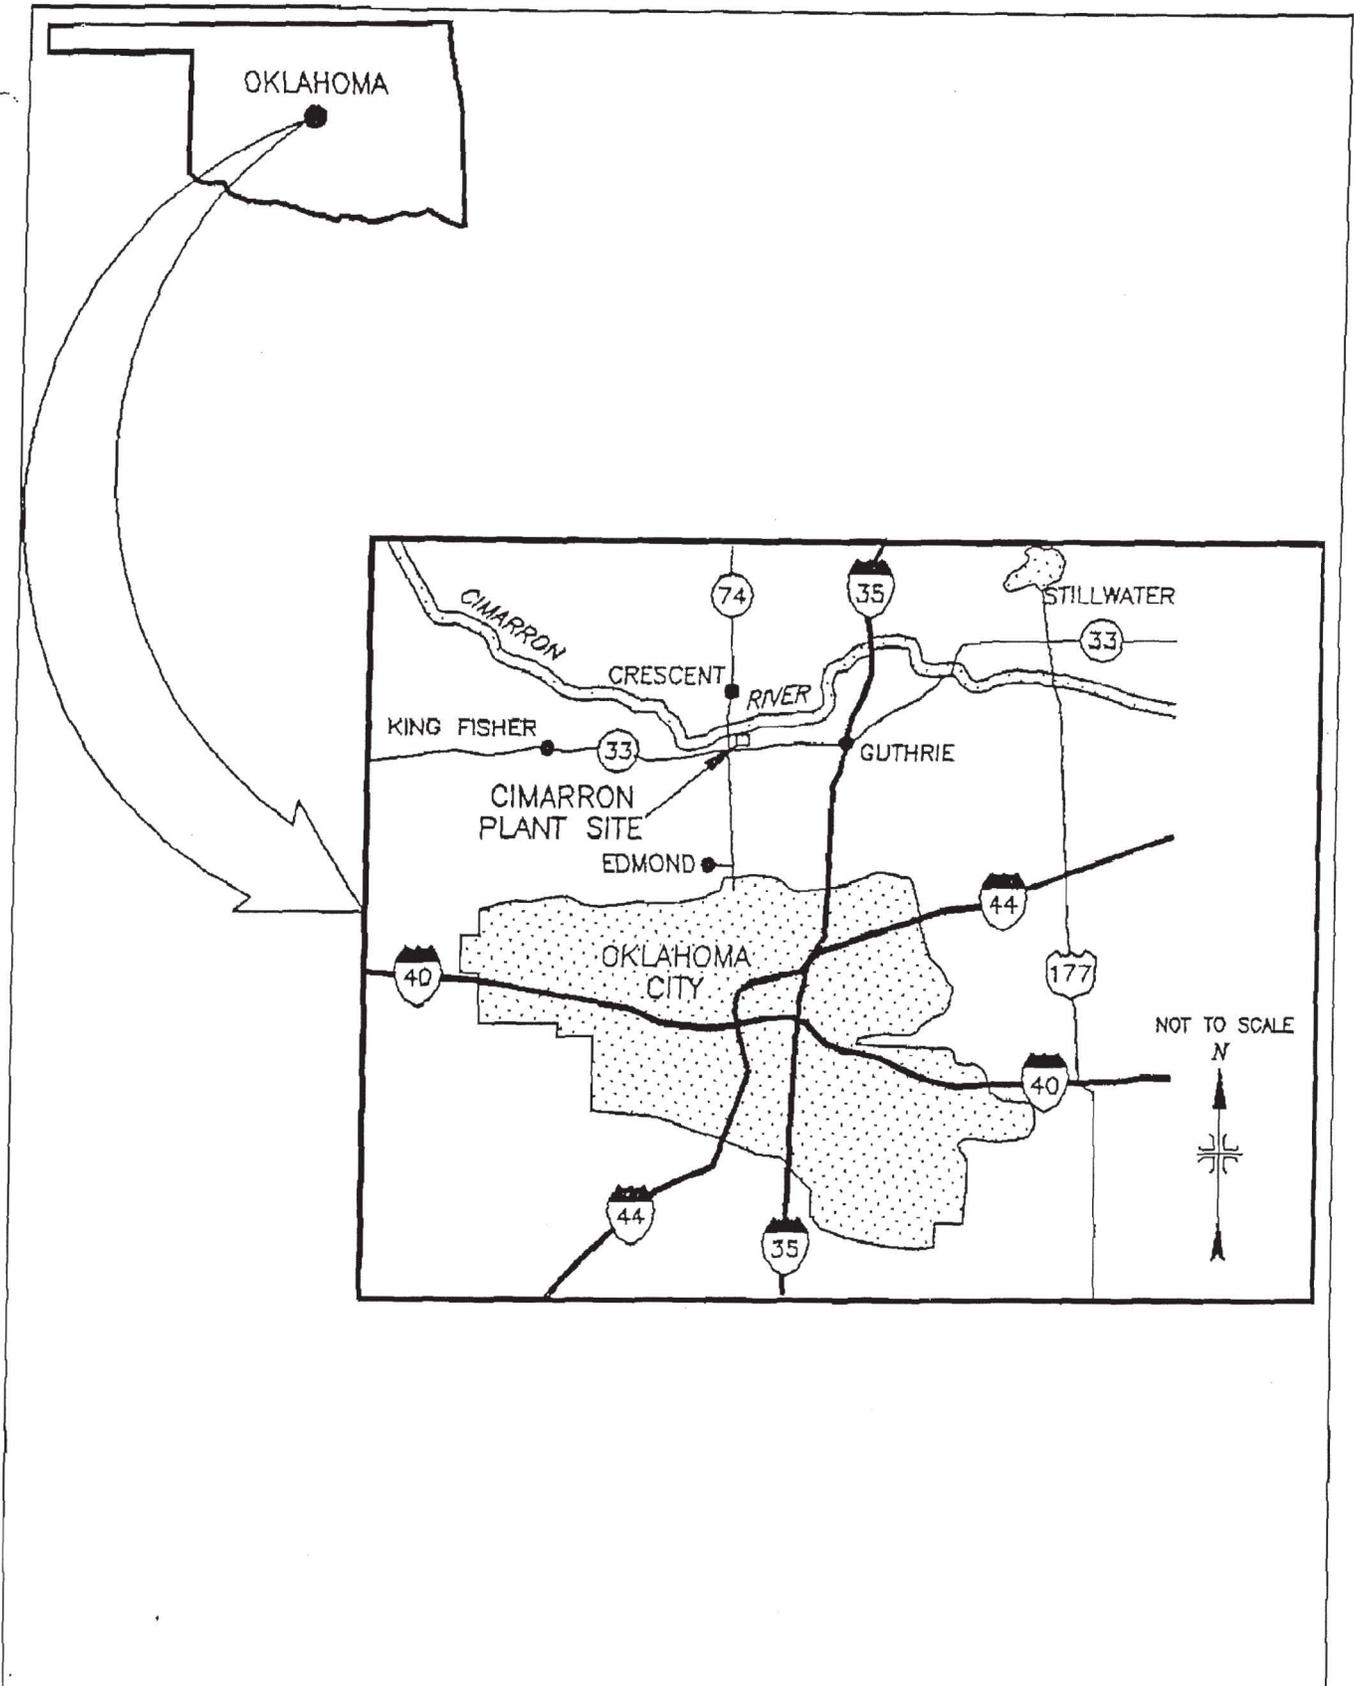 OKLAHOMA
74
35
STILLWATER
CIMARRON
33
CRESCENT
RIVER
KING FISHER
33
GUTHRIE
CIMARRON
PLANT SITE
EDMOND
44
OKLAHOMA
CITY
40
177
NOT TO SCALE
N
40
44
35